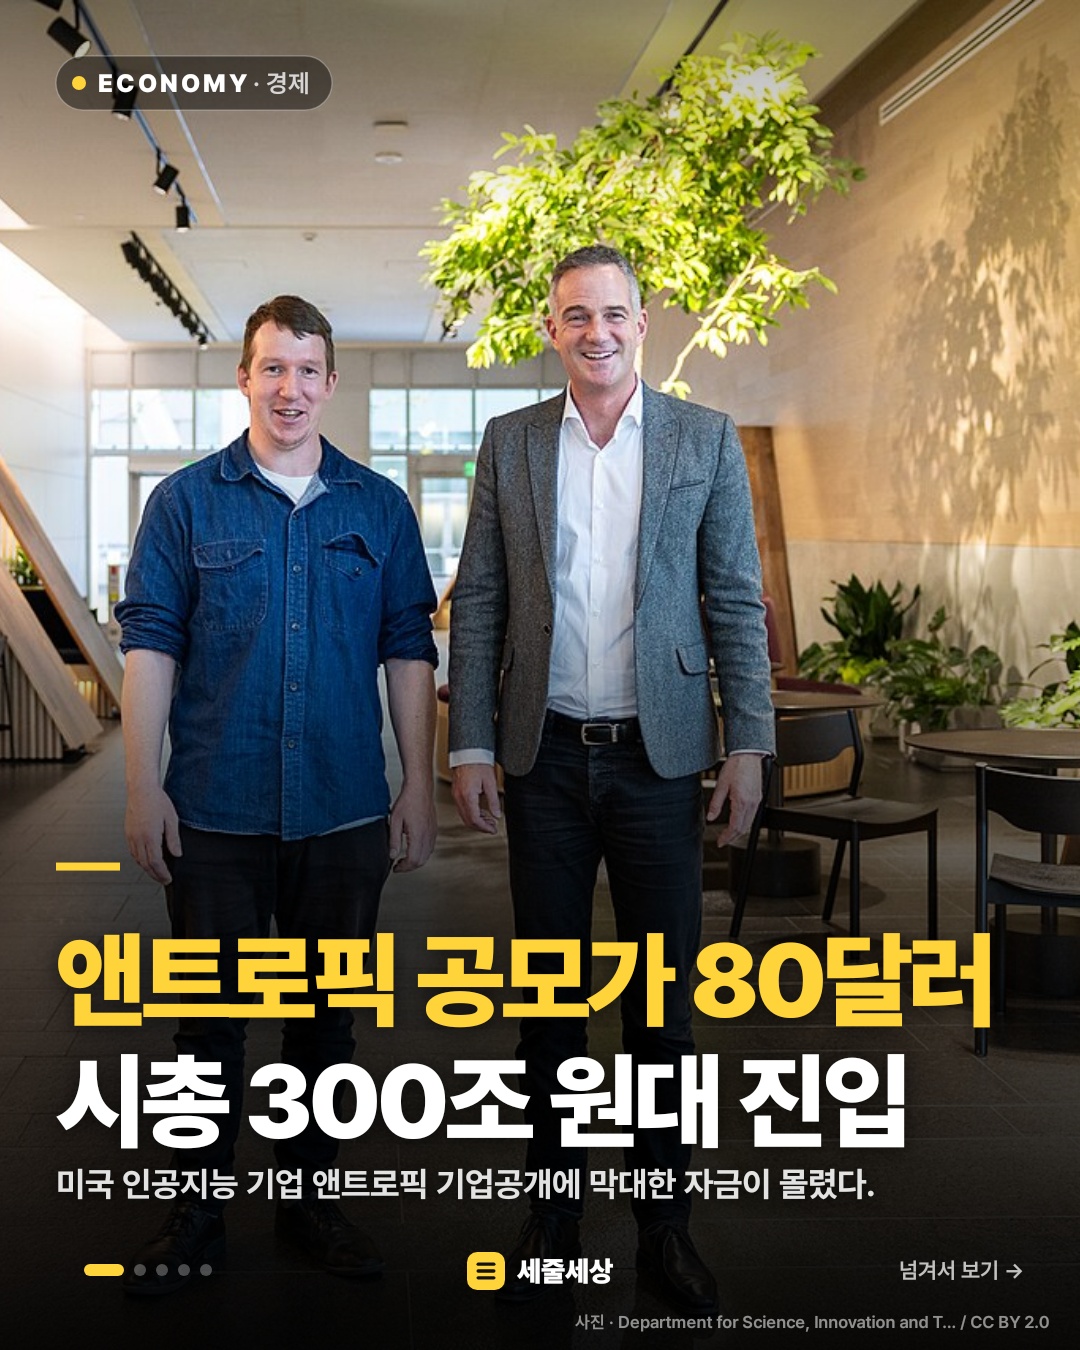 ECONOMY · 경제
앤트로픽 공모가 80달러
시총 300조 원대 진입
미국 인공지능 기업 앤트로픽 기업공개에 막대한 자금이 몰렸다.
세줄세상
넘겨서 보기 →
사진 · Department for Science, Innovation and T... / CC BY 2.0